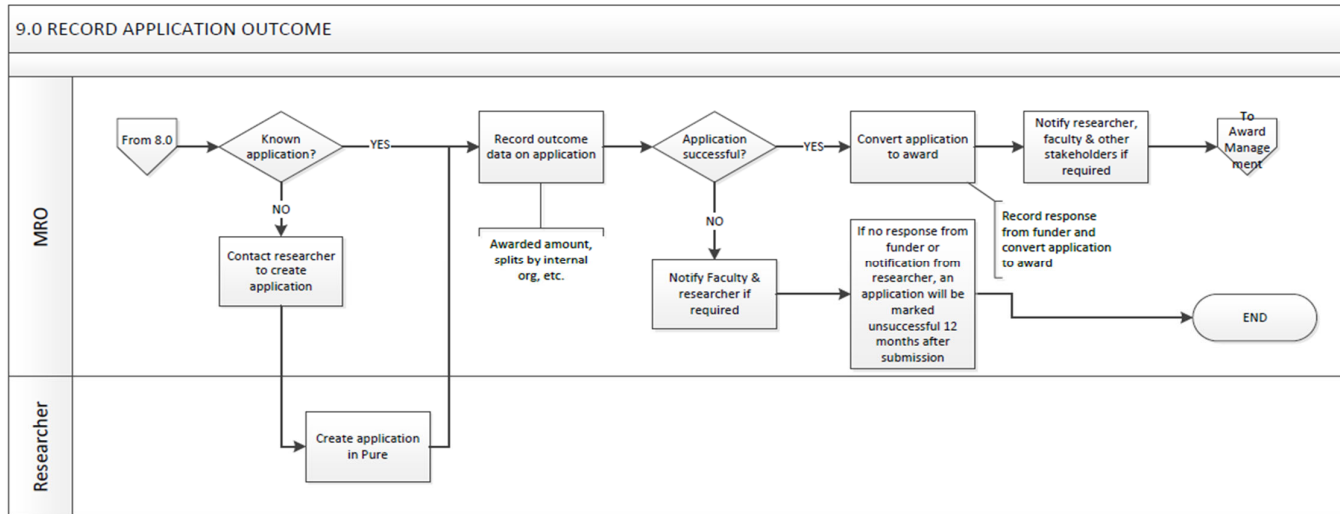 9.0 RECORD APPLICATION OUTCOME
MRO
From 8.0
Known
application?
YES
NO
Contact researcher
to create
application
Record outcome
data on application
Awarded amount,
splits by internal
org, etc.
Application
successful?
YES
NO
Convert application
to award
Record response
from funder and
convert application
to award
Notify researcher,
faculty & other
stakeholders if
required
To
Award
Manage
ment
Notify Faculty &
researcher if
required
If no response from
funder or
notification from
researcher, an
application will be
marked
unsuccessful 12
months after
submission
END
Researcher
Create application
in Pure